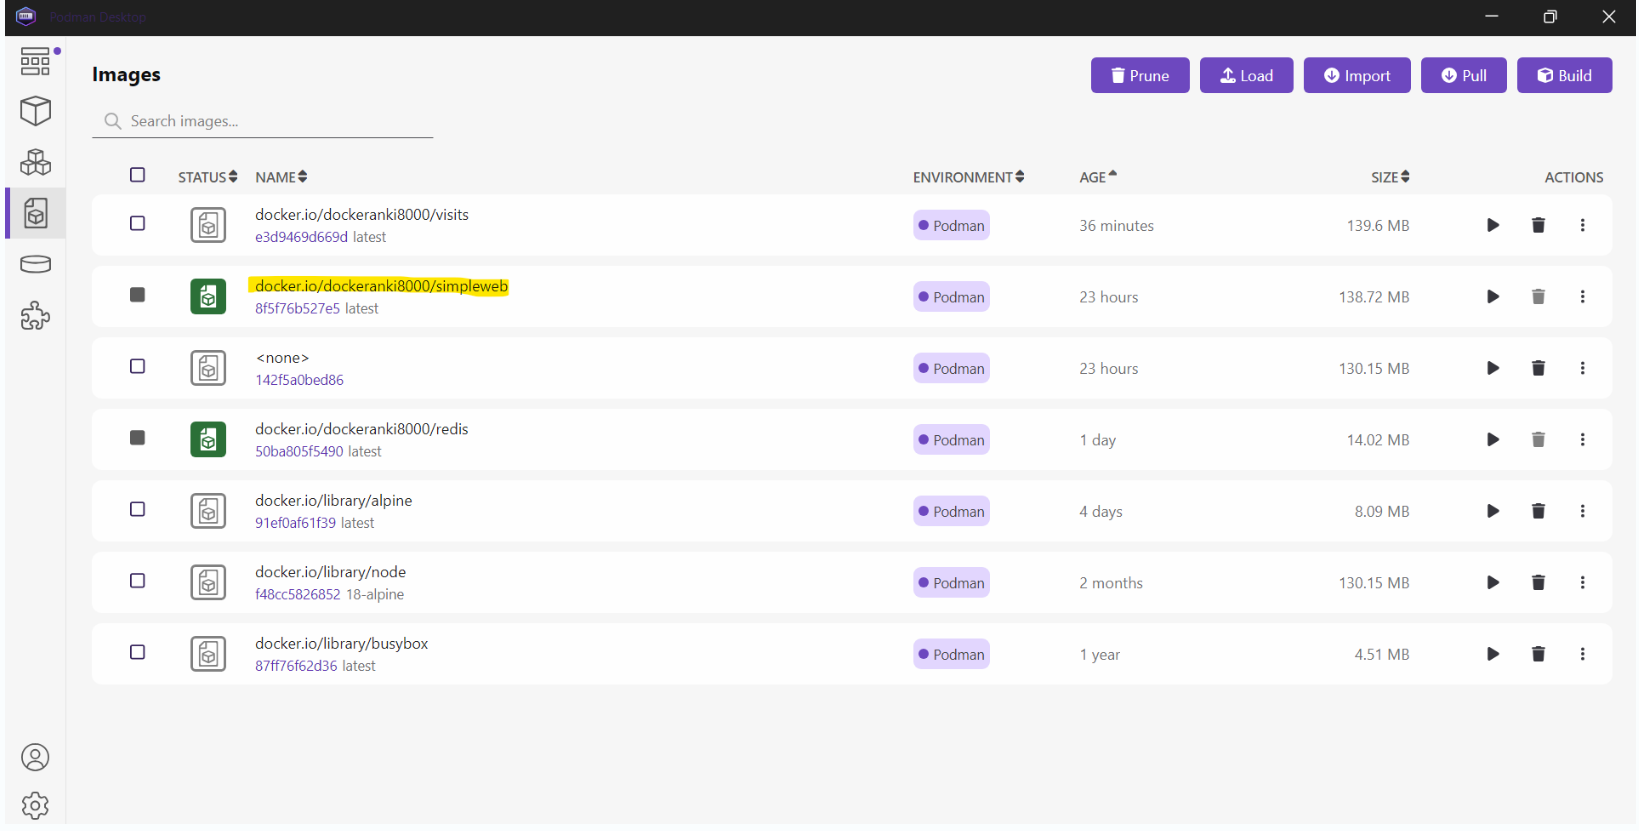 Podman Desktop
Images
Prune Load Import Pull Build
Search images...
STATUS NAME ENVIRONMENT AGE SIZE ACTIONS
docker.io/dockeranki8000/visits
e3d9469d669d latest Podman 36 minutes 139.6 MB
docker.io/dockeranki8000/simpleweb
8f5f76b527e5 latest Podman 23 hours 138.72 MB
<none>
142f5a0bed86 Podman 23 hours 130.15 MB
docker.io/dockeranki8000/redis
50ba805f5490 latest Podman 1 day 14.02 MB
docker.io/library/alpine
91ef0af61f39 latest Podman 4 days 8.09 MB
docker.io/library/node
f48cc5826852 18-alpine Podman 2 months 130.15 MB
docker.io/library/busybox
87ff76f62d36 latest Podman 1 year 4.51 MB